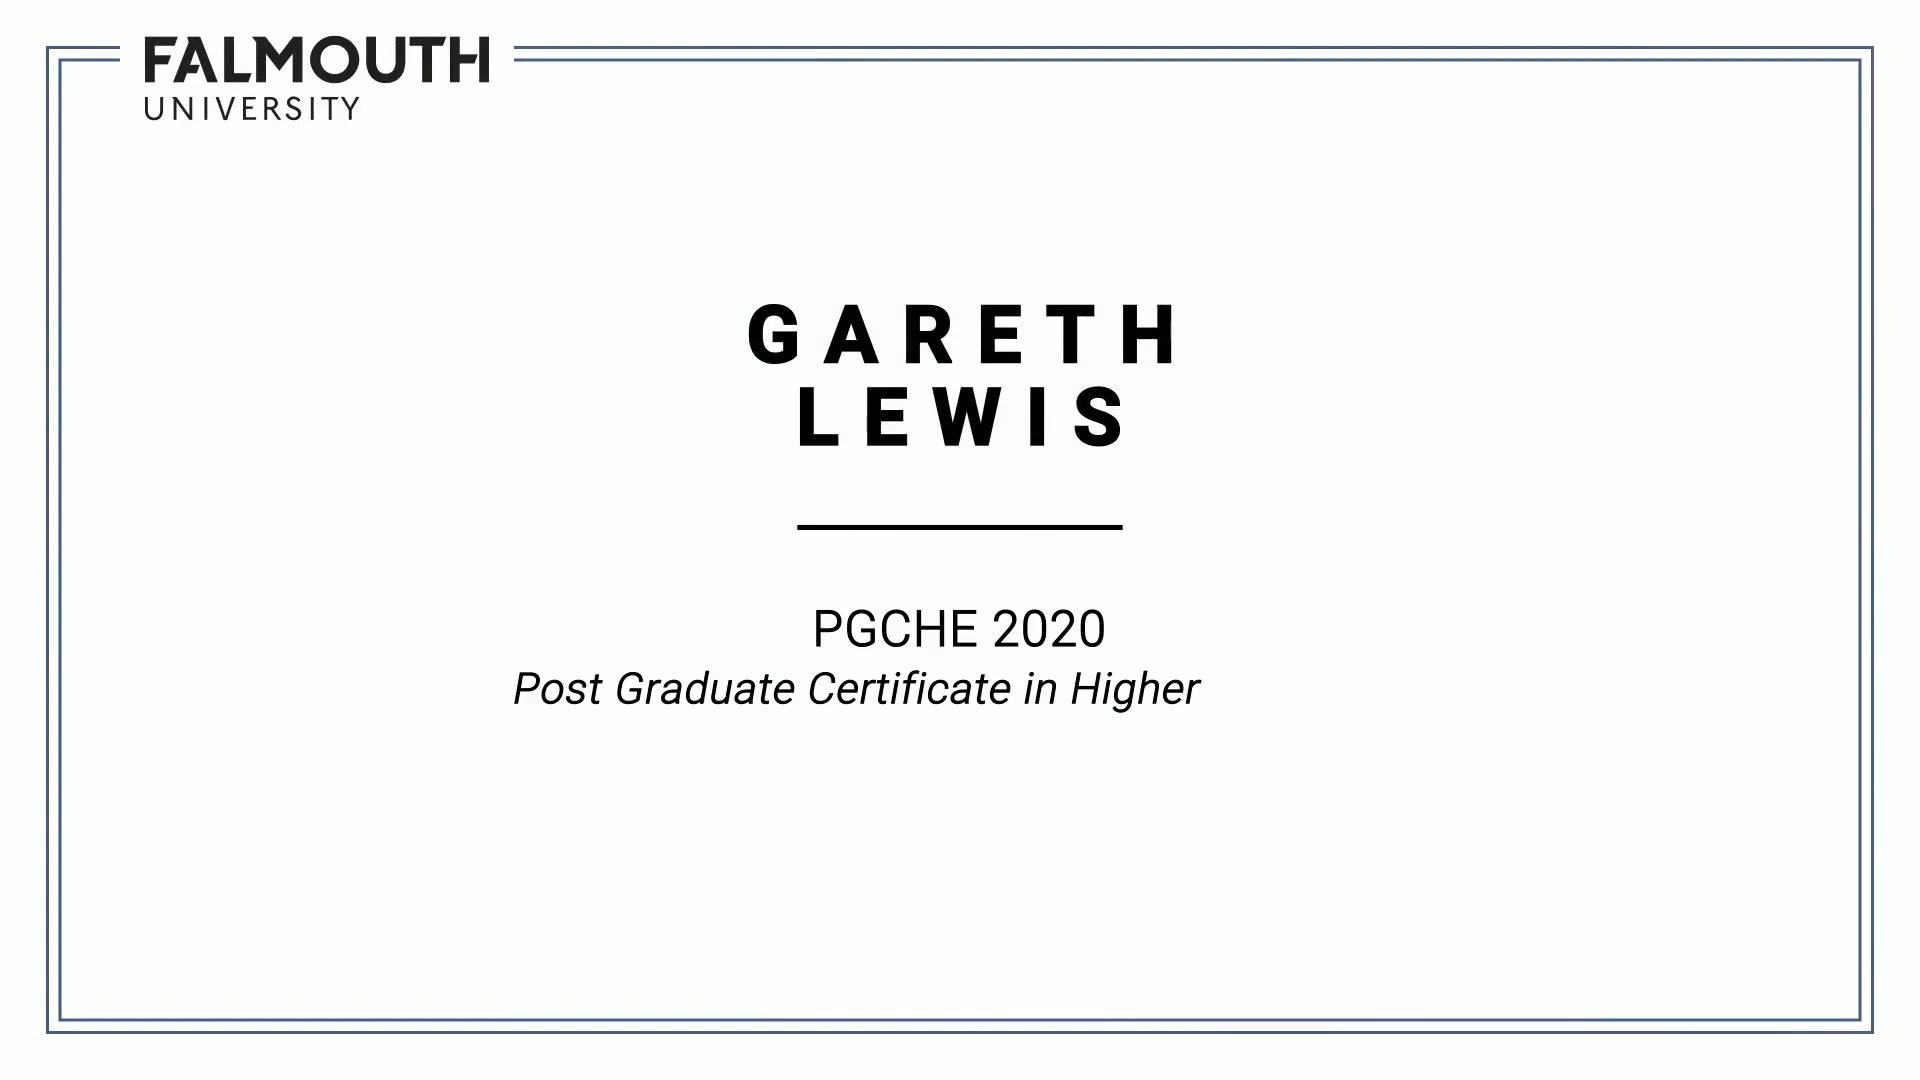 FALMOUTH
UNIVERSITY
GARETH
LEWIS
PGCHE 2020
Post Graduate Certificate in Higher